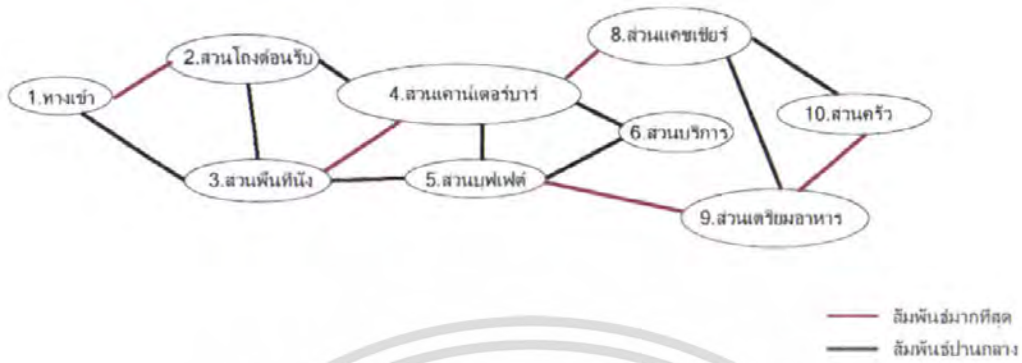 1.ทางเข้า
2.ส่วนโถงต้อนรับ
3.ส่วนพื้นที่นั่ง
4.ส่วนเคาน์เตอร์บาร์
5.ส่วนบุฟเฟต์
6.ส่วนบริการ
8.ส่วนแคชเชียร์
9.ส่วนเตรียมอาหาร
10.ส่วนครัว
สัมพันธ์มากที่สุด
สัมพันธ์ปานกลาง